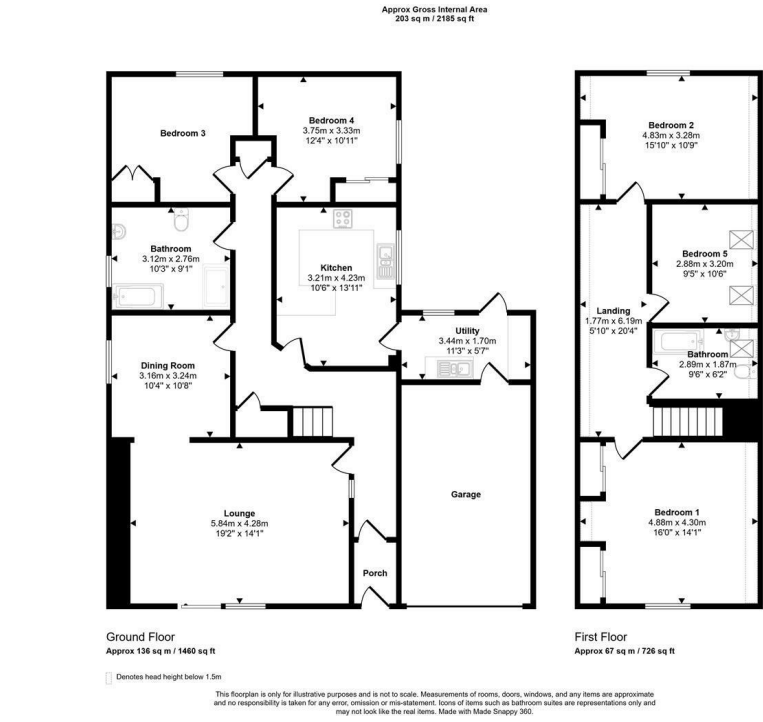 Approx Gross Internal Area
203 sq m / 2185 sq ft
Bedroom 3
Bedroom 4
3.75m x 3.33m
12'4" x 10'11"
Bathroom
3.12m x 2.76m
10'3" x 9'1"
Kitchen
3.21m x 4.23m
10'6" x 13'11"
Utility
3.44m x 1.70m
11'3" x 5'7"
Dining Room
3.16m x 3.24m
10'4" x 10'8"
Lounge
5.84m x 4.28m
19'2" x 14'1"
Garage
Porch
Bedroom 2
4.83m x 3.28m
15'10" x 10'9"
Bedroom 5
2.88m x 3.20m
9'5" x 10'6"
Landing
1.77m x 6.19m
5'10" x 20'4"
Bathroom
2.89m x 1.87m
9'6" x 6'2"
Bedroom 1
4.88m x 4.30m
16'0" x 14'1"
Ground Floor
Approx 136 sq m / 1460 sq ft
First Floor
Approx 67 sq m / 726 sq ft
Denotes head height below 1.5m
This floorplan is only for illustrative purposes and is not to scale. Measurements of rooms, doors, windows, and any items are approximate
and no responsibility is taken for any error, omission or mis-statement. Icons of items such as bathroom suites are representations only and
may not look like the real items. Made with Made Snappy 360.